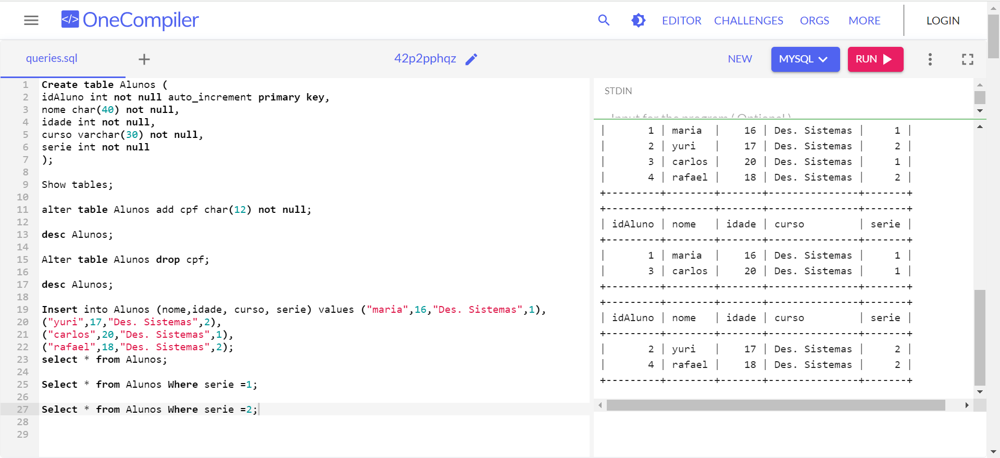 </> OneCompiler
EDITOR CHALLENGES ORGS MORE LOGIN
queries.sql + 42p2pphqz NEW MYSQL RUN
1 Create table Alunos (
2 idAluno int not null auto_increment primary key,
3 nome char(40) not null,
4 idade int not null,
5 curso varchar(30) not null,
6 serie int not null
7 );
8
9 Show tables;
10
11 alter table Alunos add cpf char(12) not null;
12
13 desc Alunos;
14
15 Alter table Alunos drop cpf;
16
17 desc Alunos;
18
19 Insert into Alunos (nome,idade, curso, serie) values ("maria",16,"Des. Sistemas",1),
20 ("yuri",17,"Des. Sistemas",2),
21 ("carlos",20,"Des. Sistemas",1),
22 ("rafael",18,"Des. Sistemas",2);
23 select * from Alunos;
24
25 Select * from Alunos Where serie =1;
26
27 Select * from Alunos Where serie =2;
28
29
STDIN
Input for the program ( Optional )
|       1 | maria  |    16 | Des. Sistemas |     1 |
|       2 | yuri   |    17 | Des. Sistemas |     2 |
|       3 | carlos |    20 | Des. Sistemas |     1 |
|       4 | rafael |    18 | Des. Sistemas |     2 |
+---------+--------+-------+---------------+-------+
+---------+--------+-------+---------------+-------+
| idAluno | nome   | idade | curso         | serie |
+---------+--------+-------+---------------+-------+
|       1 | maria  |    16 | Des. Sistemas |     1 |
|       3 | carlos |    20 | Des. Sistemas |     1 |
+---------+--------+-------+---------------+-------+
+---------+--------+-------+---------------+-------+
| idAluno | nome   | idade | curso         | serie |
+---------+--------+-------+---------------+-------+
|       2 | yuri   |    17 | Des. Sistemas |     2 |
|       4 | rafael |    18 | Des. Sistemas |     2 |
+---------+--------+-------+---------------+-------+